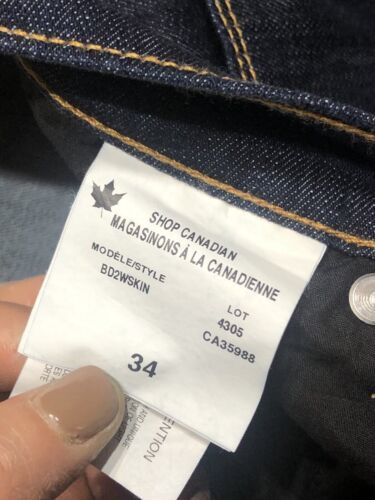 SHOP CANADIAN
MAGASINONS À LA CANADIENNE
MODÈLE/STYLE
BD2WSKIN
LOT
4305
CA35988
34